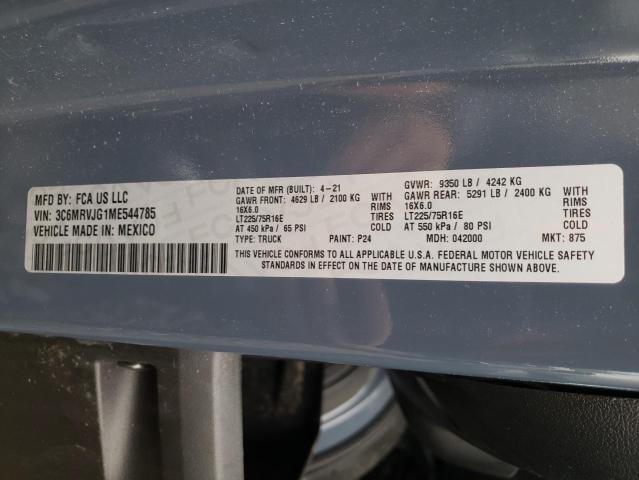 MFD BY: FCA US LLC
VIN: 3C6MRVJG1ME544785
VEHICLE MADE IN: MEXICO
DATE OF MFR (BUILT): 4-21 GVWR: 9350 LB / 4242 KG
GAWR FRONT: 4629 LB / 2100 KG GAWR REAR: 5291 LB / 2400 KG
16X6.0 RIMS 16X6.0 RIMS
LT225/75R16E TIRES LT225/75R16E TIRES
AT 450 kPa / 65 PSI COLD AT 550 kPa / 80 PSI COLD
TYPE: TRUCK PAINT: P24 MDH: 042000 MKT: 875
THIS VEHICLE CONFORMS TO ALL APPLICABLE U.S.A. FEDERAL MOTOR VEHICLE SAFETY
STANDARDS IN EFFECT ON THE DATE OF MANUFACTURE SHOWN ABOVE.